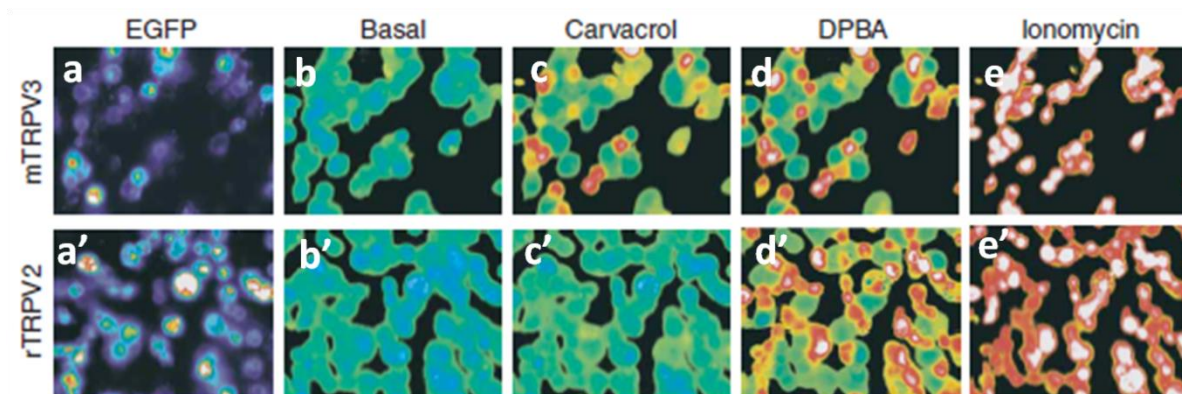 EGFP Basal Carvacrol DPBA Ionomycin
mTRPV3
a b c d e
rTRPV2
a' b' c' d' e'